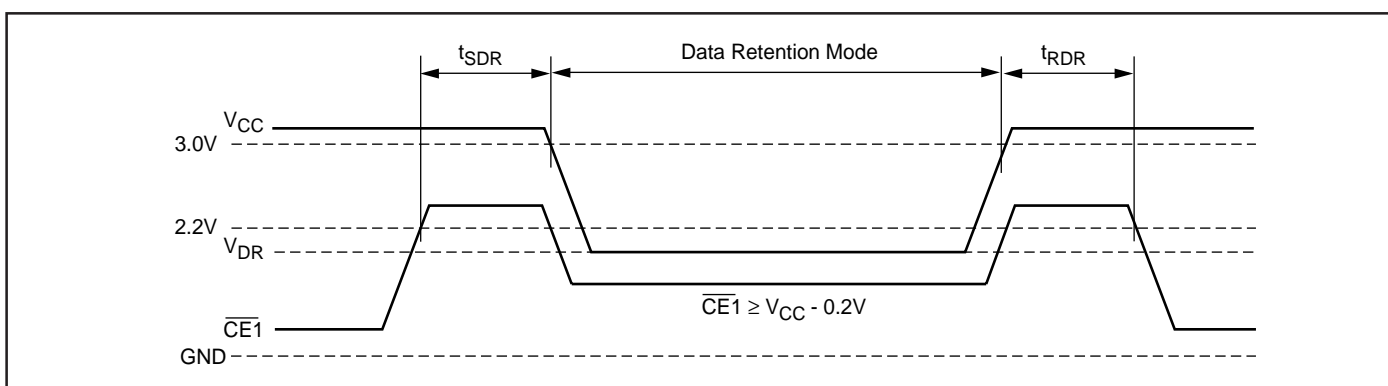 tSDR
Data Retention Mode
tRDR
VCC
3.0V
2.2V
VDR
CE1 ≥ VCC - 0.2V
CE1
GND